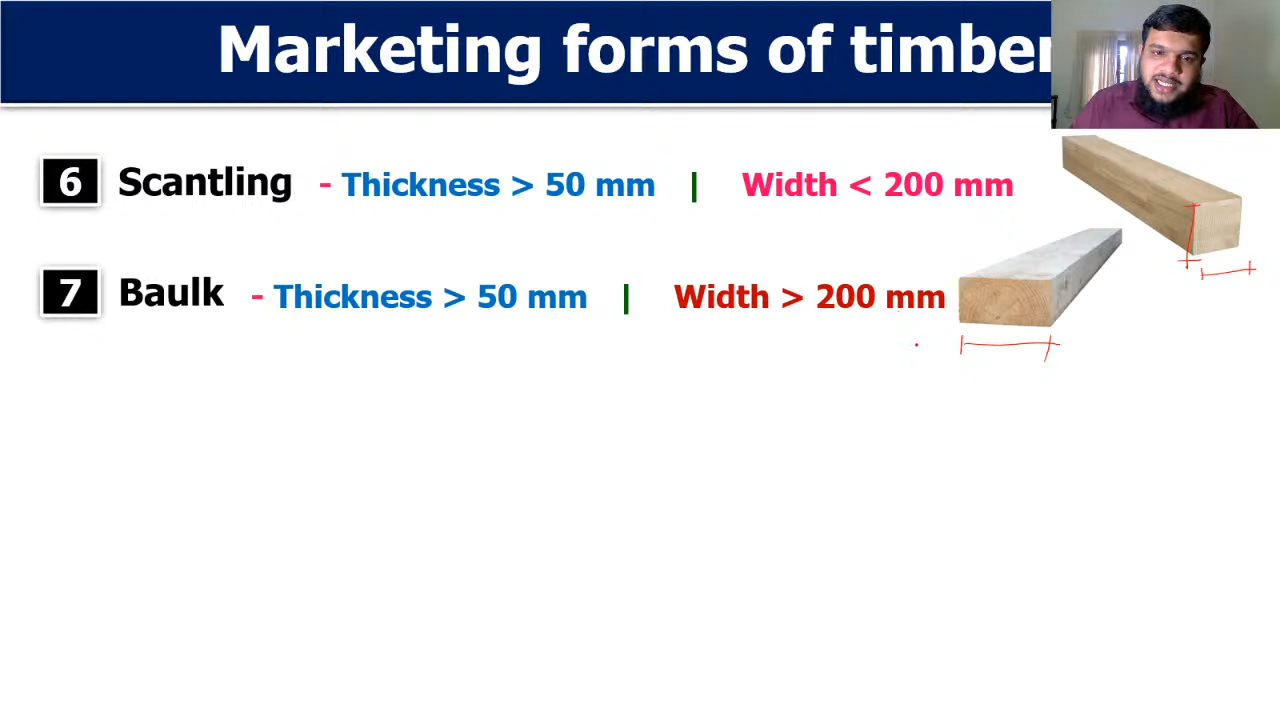 Marketing forms of timber
6 Scantling - Thickness > 50 mm | Width < 200 mm
7 Baulk - Thickness > 50 mm | Width > 200 mm